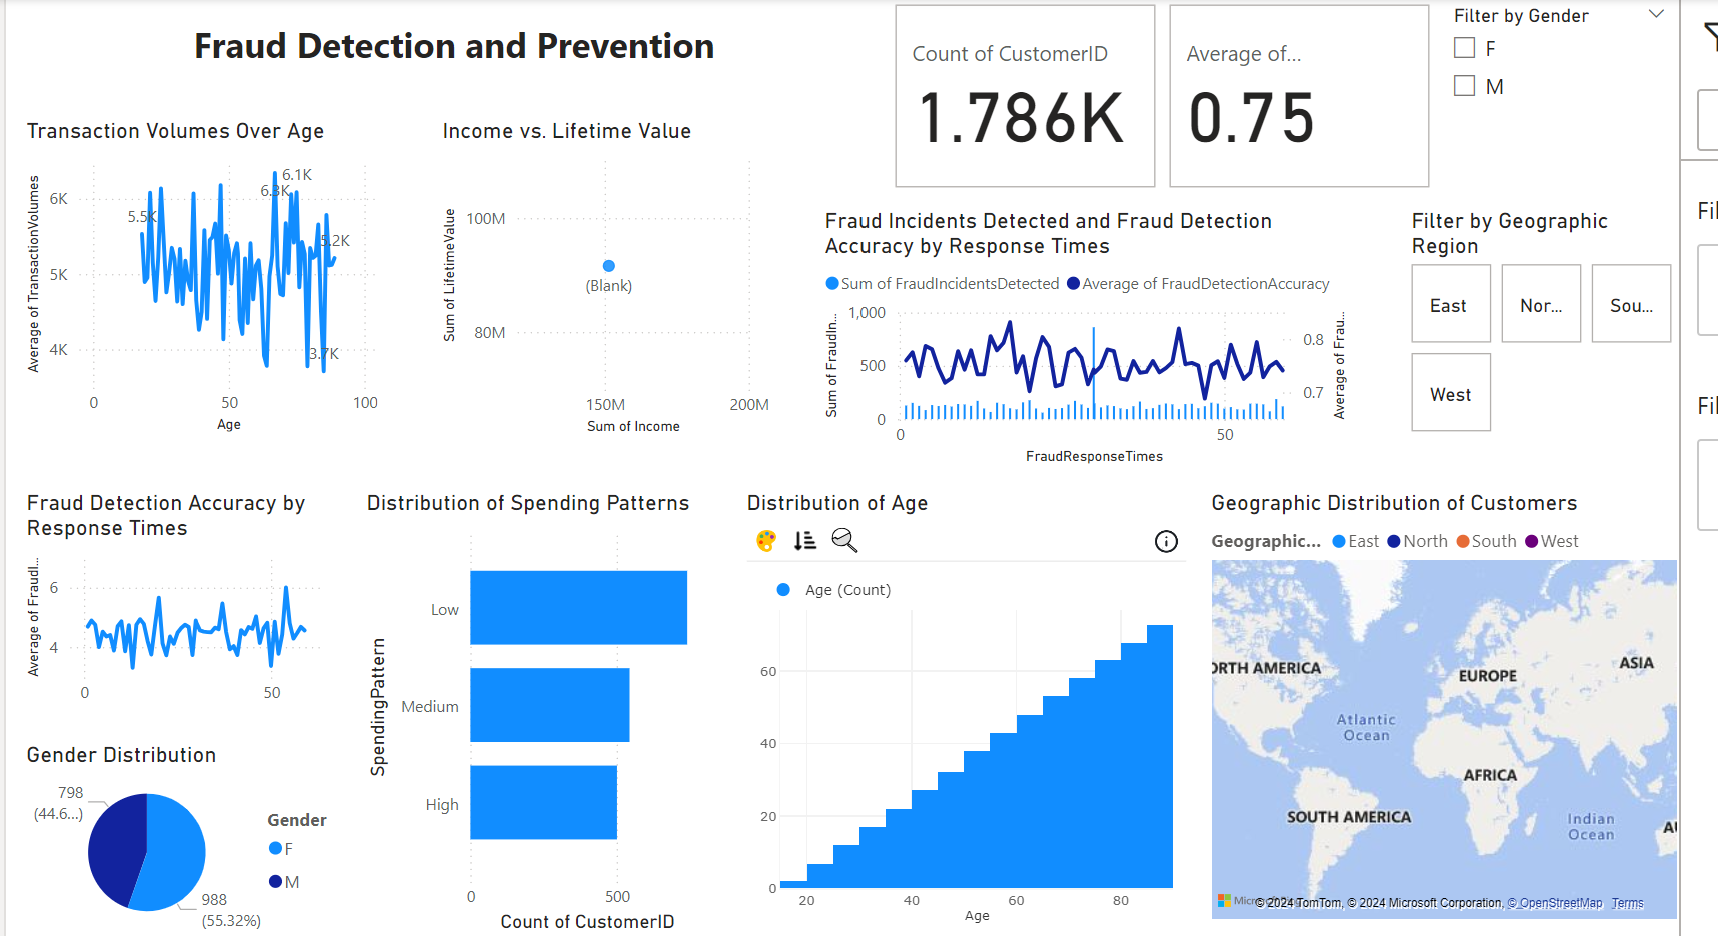 Fraud Detection and Prevention
Count of CustomerID
1.786K
Average of...
0.75
Filter by Gender
F
M
Transaction Volumes Over Age
Average of TransactionVolumes
6K
5K
4K
5.5K
6.3K
6.1K
5.2K
3.7K
0
50
100
Age
Income vs. Lifetime Value
Sum of LifetimeValue
100M
80M
(Blank)
150M
200M
Sum of Income
Fraud Incidents Detected and Fraud Detection
Accuracy by Response Times
Sum of FraudIncidentsDetected
Average of FraudDetectionAccuracy
Sum of FraudIn...
1,000
500
0
0.8
0.7
Average of Frau...
0
50
FraudResponseTimes
Filter by Geographic
Region
East
Nor...
Sou...
West
Fil
Fil
Fraud Detection Accuracy by
Response Times
Average of FraudI...
6
4
0
50
Gender Distribution
798
(44.6...)
988
(55.32%)
Gender
F
M
Distribution of Spending Patterns
SpendingPattern
Low
Medium
High
0
500
Count of CustomerID
Distribution of Age
Age (Count)
60
40
20
0
20
40
60
80
Age
Geographic Distribution of Customers
Geographic...
East
North
South
West
ORTH AMERICA
EUROPE
ASIA
Atlantic
Ocean
AFRICA
SOUTH AMERICA
Indian
Ocean
AU
© 2024 TomTom, © 2024 Microsoft Corporation, © OpenStreetMap Terms